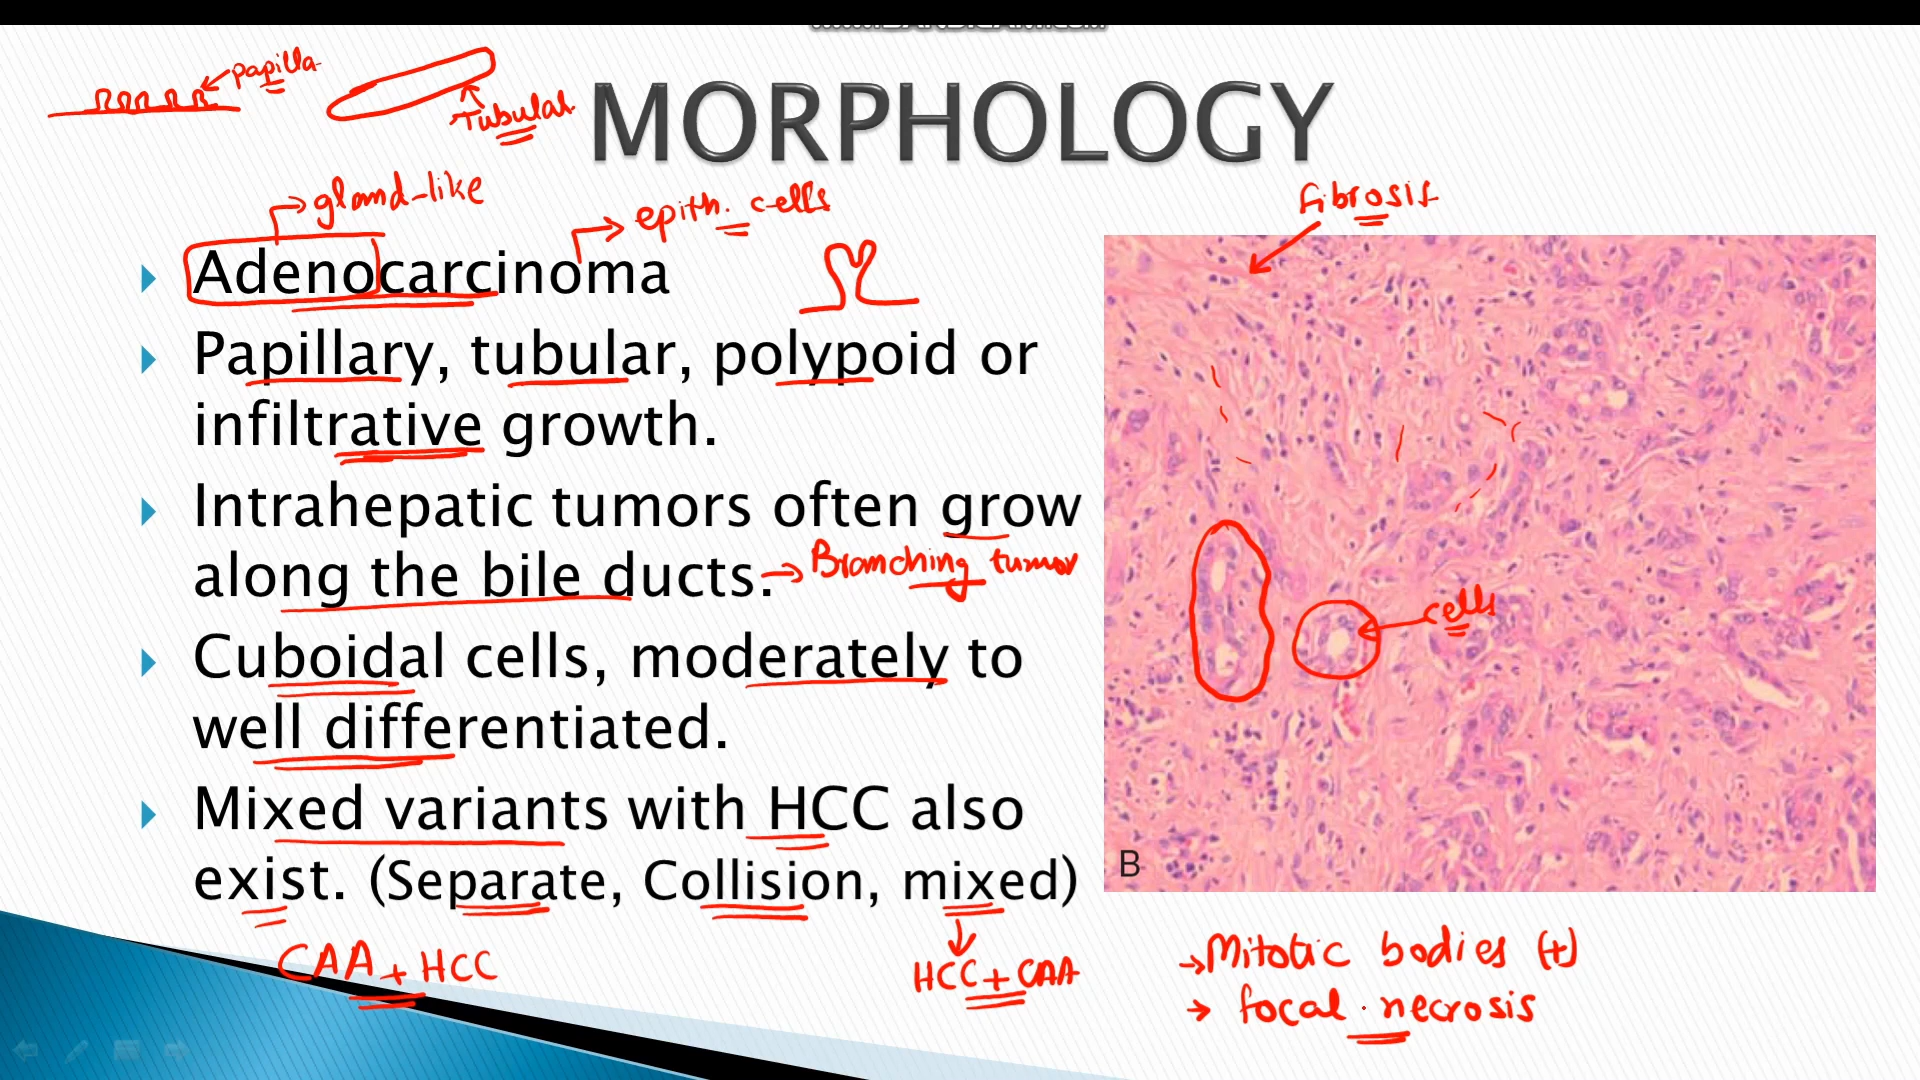 papilla
Tubular
MORPHOLOGY
gland-like
epith. cells
fibrosis
Adenocarcinoma
Papillary, tubular, polypoid or
infiltrative growth.
Intrahepatic tumors often grow
along the bile ducts.
Branching tumor
cells
Cuboidal cells, moderately to
well differentiated.
Mixed variants with HCC also
exist. (Separate, Collision, mixed)
B
CAA + HCC
HCC + CAA
Mitotic bodies (+)
focal necrosis